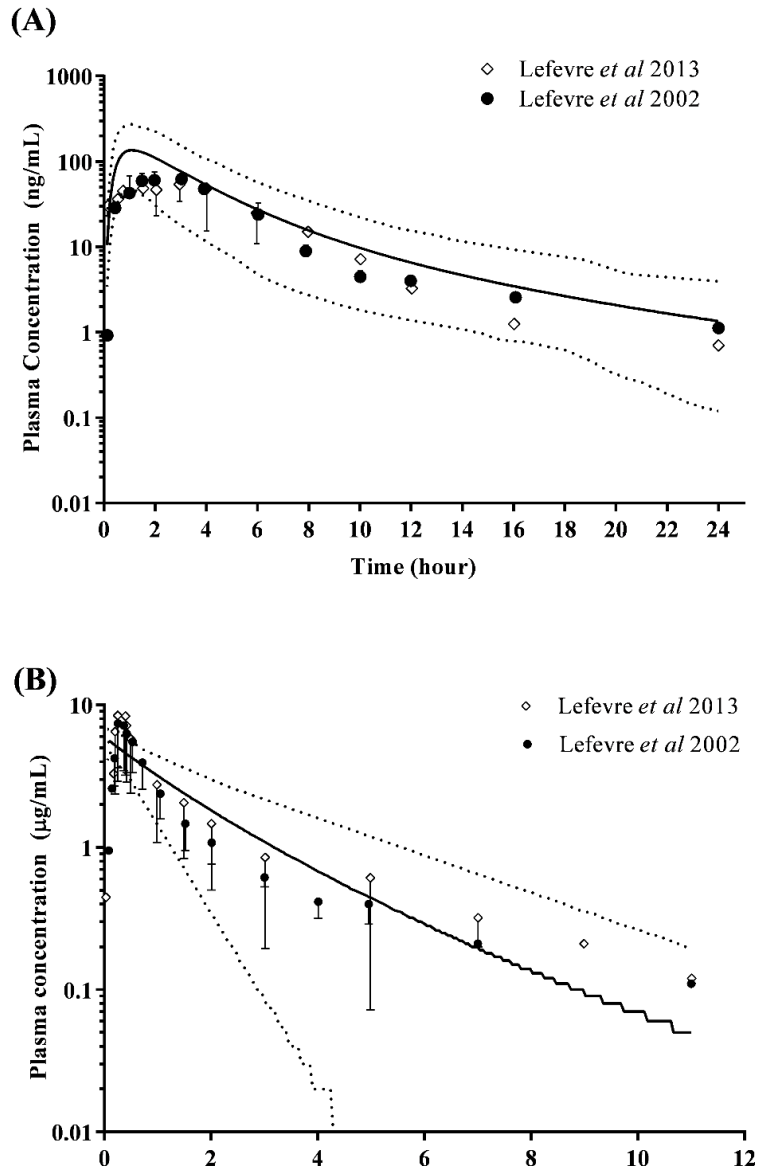 (A)
Lefevre et al 2013
Lefevre et al 2002
Plasma Concentration (ng/mL)
1000
100
10
1
0.1
0.01
0 2 4 6 8 10 12 14 16 18 20 22 24
Time (hour)
(B)
Lefevre et al 2013
Lefevre et al 2002
Plasma concentration (µg/mL)
10
1
0.1
0.01
0 2 4 6 8 10 12